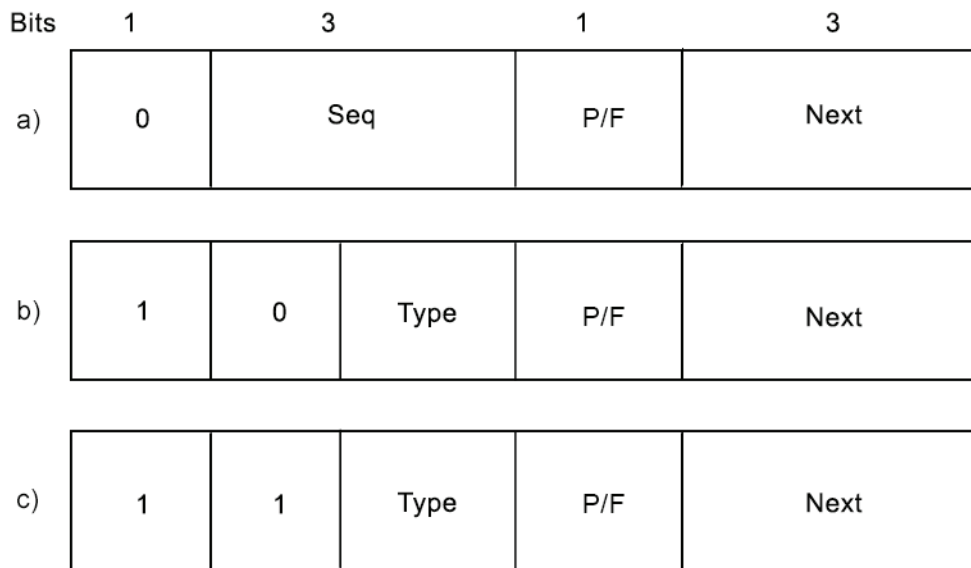 Bits 1 3 1 3
a) 0 Seq P/F Next
b) 1 0 Type P/F Next
c) 1 1 Type P/F Next